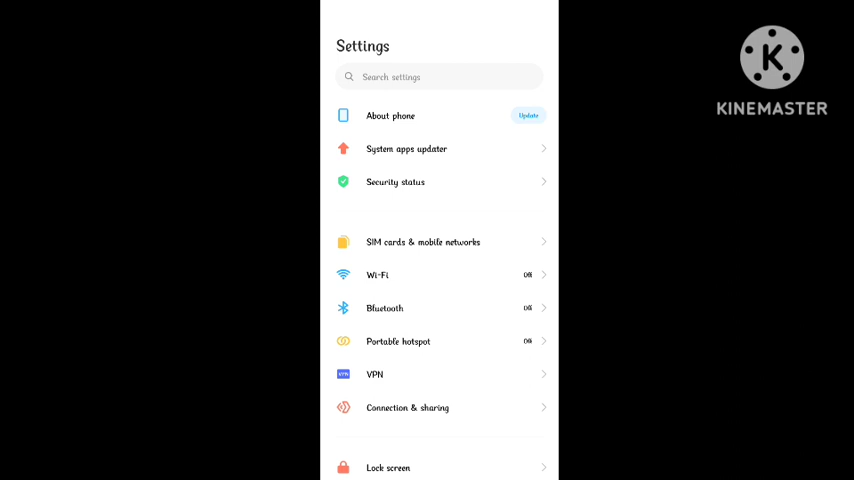 Settings
KINEMASTER
Search settings
About phone
Update
System apps updater
Security status
SIM cards & mobile networks
Wi-Fi
Off
Bluetooth
Off
Portable hotspot
Off
VPN
VPN
Connection & sharing
Lock screen